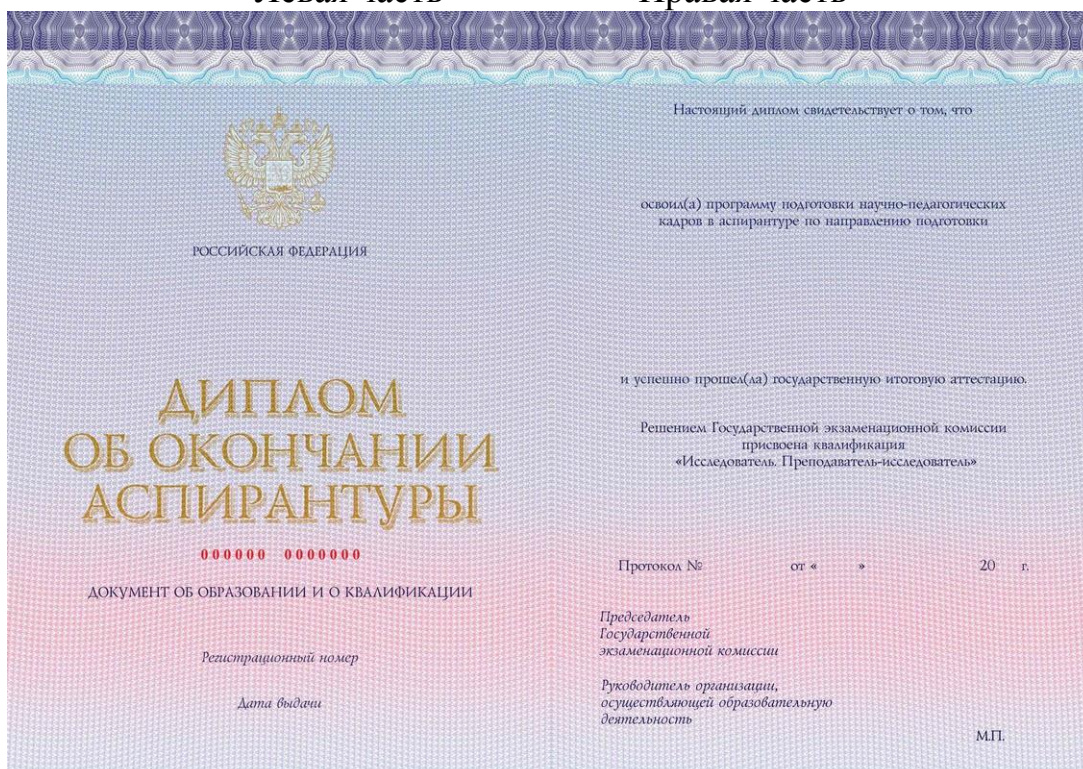 Левая часть
Правая часть
РОССИЙСКАЯ ФЕДЕРАЦИЯ
ДИПЛОМ
ОБ ОКОНЧАНИИ
АСПИРАНТУРЫ
000000 0000000
ДОКУМЕНТ ОБ ОБРАЗОВАНИИ И О КВАЛИФИКАЦИИ
Регистрационный номер
Дата выдачи
Настоящий диплом свидетельствует о том, что
освоил(а) программу подготовки научно-педагогических
кадров в аспирантуре по направлению подготовки
и успешно прошел(ла) государственную итоговую аттестацию.
Решением Государственной экзаменационной комиссии
присвоена квалификация
«Исследователь. Преподаватель-исследователь»
Протокол № от « » 20 г.
Председатель
Государственной
экзаменационной комиссии
Руководитель организации,
осуществляющей образовательную
деятельность
М.П.